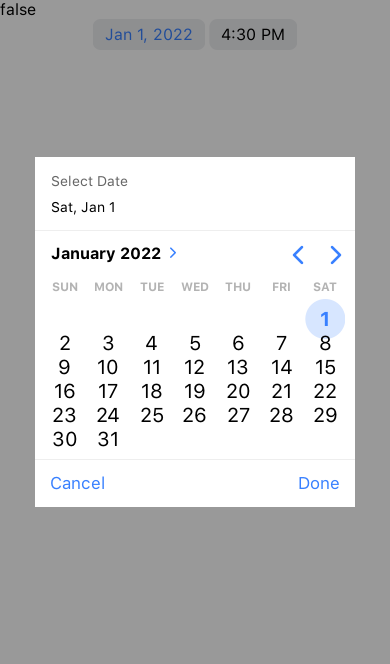 false
Jan 1, 2022 4:30 PM
Select Date
Sat, Jan 1
January 2022
SUN MON TUE WED THU FRI SAT
1
2 3 4 5 6 7 8
9 10 11 12 13 14 15
16 17 18 19 20 21 22
23 24 25 26 27 28 29
30 31
Cancel Done